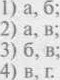 1) а, б;
2) а, в;
3) б, в;
4) в, г.